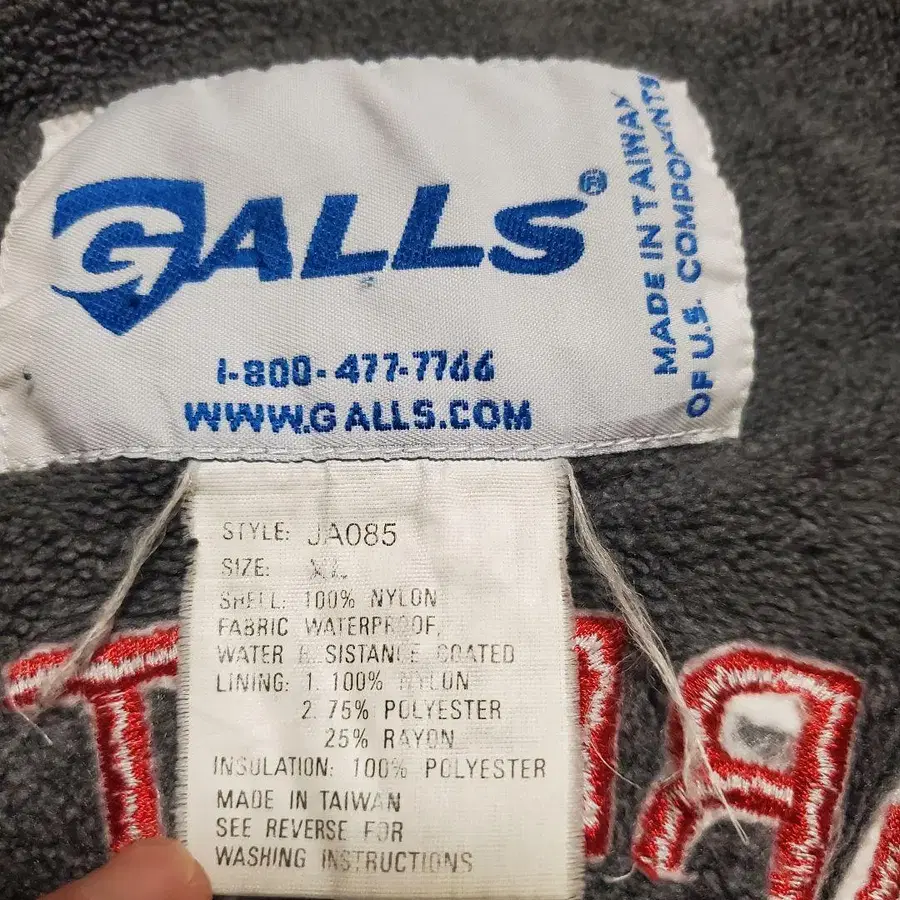 GALLS®
1-800-477-7766
WWW.GALLS.COM
MADE IN TAIWAN
OF U.S. COMPONENTS
STYLE: JA085
SIZE: XL
SHELL: 100% NYLON
FABRIC WATERPROOF,
WATER RESISTANCE COATED
LINING: 1. 100% NYLON
2. 75% POLYESTER
25% RAYON
INSULATION: 100% POLYESTER
MADE IN TAIWAN
SEE REVERSE FOR
WASHING INSTRUCTIONS